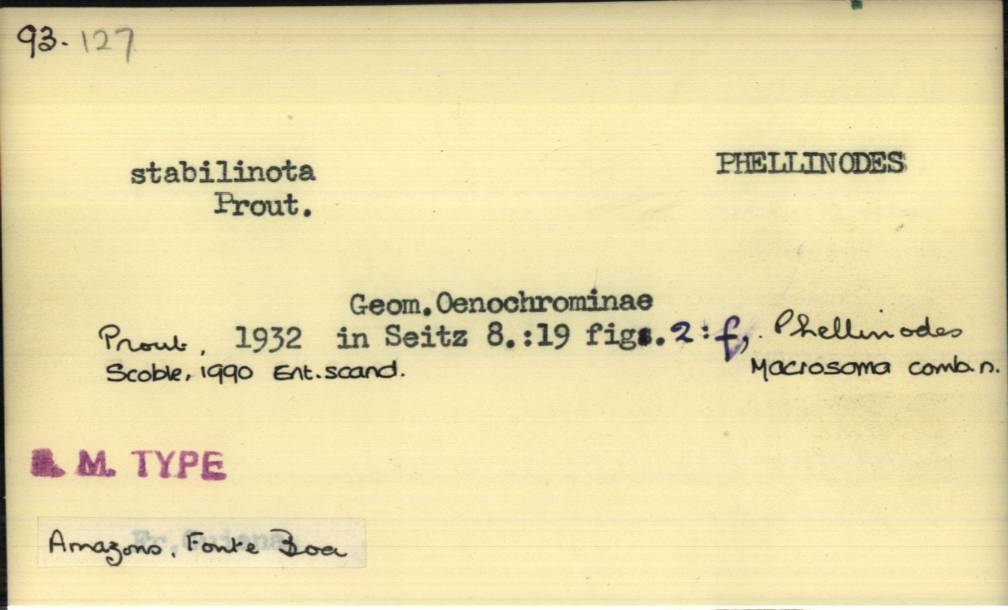 93. 127
stabilinota PHELLINODES
Prout.
Geom. Oenochrominae
Prout, 1932 in Seitz 8.:19 figs. 2:f, Phellinodes
Scoble, 1990 Ent. scand. Macrosoma comb. n.
B. M. TYPE
Amazons, Fonte Boa